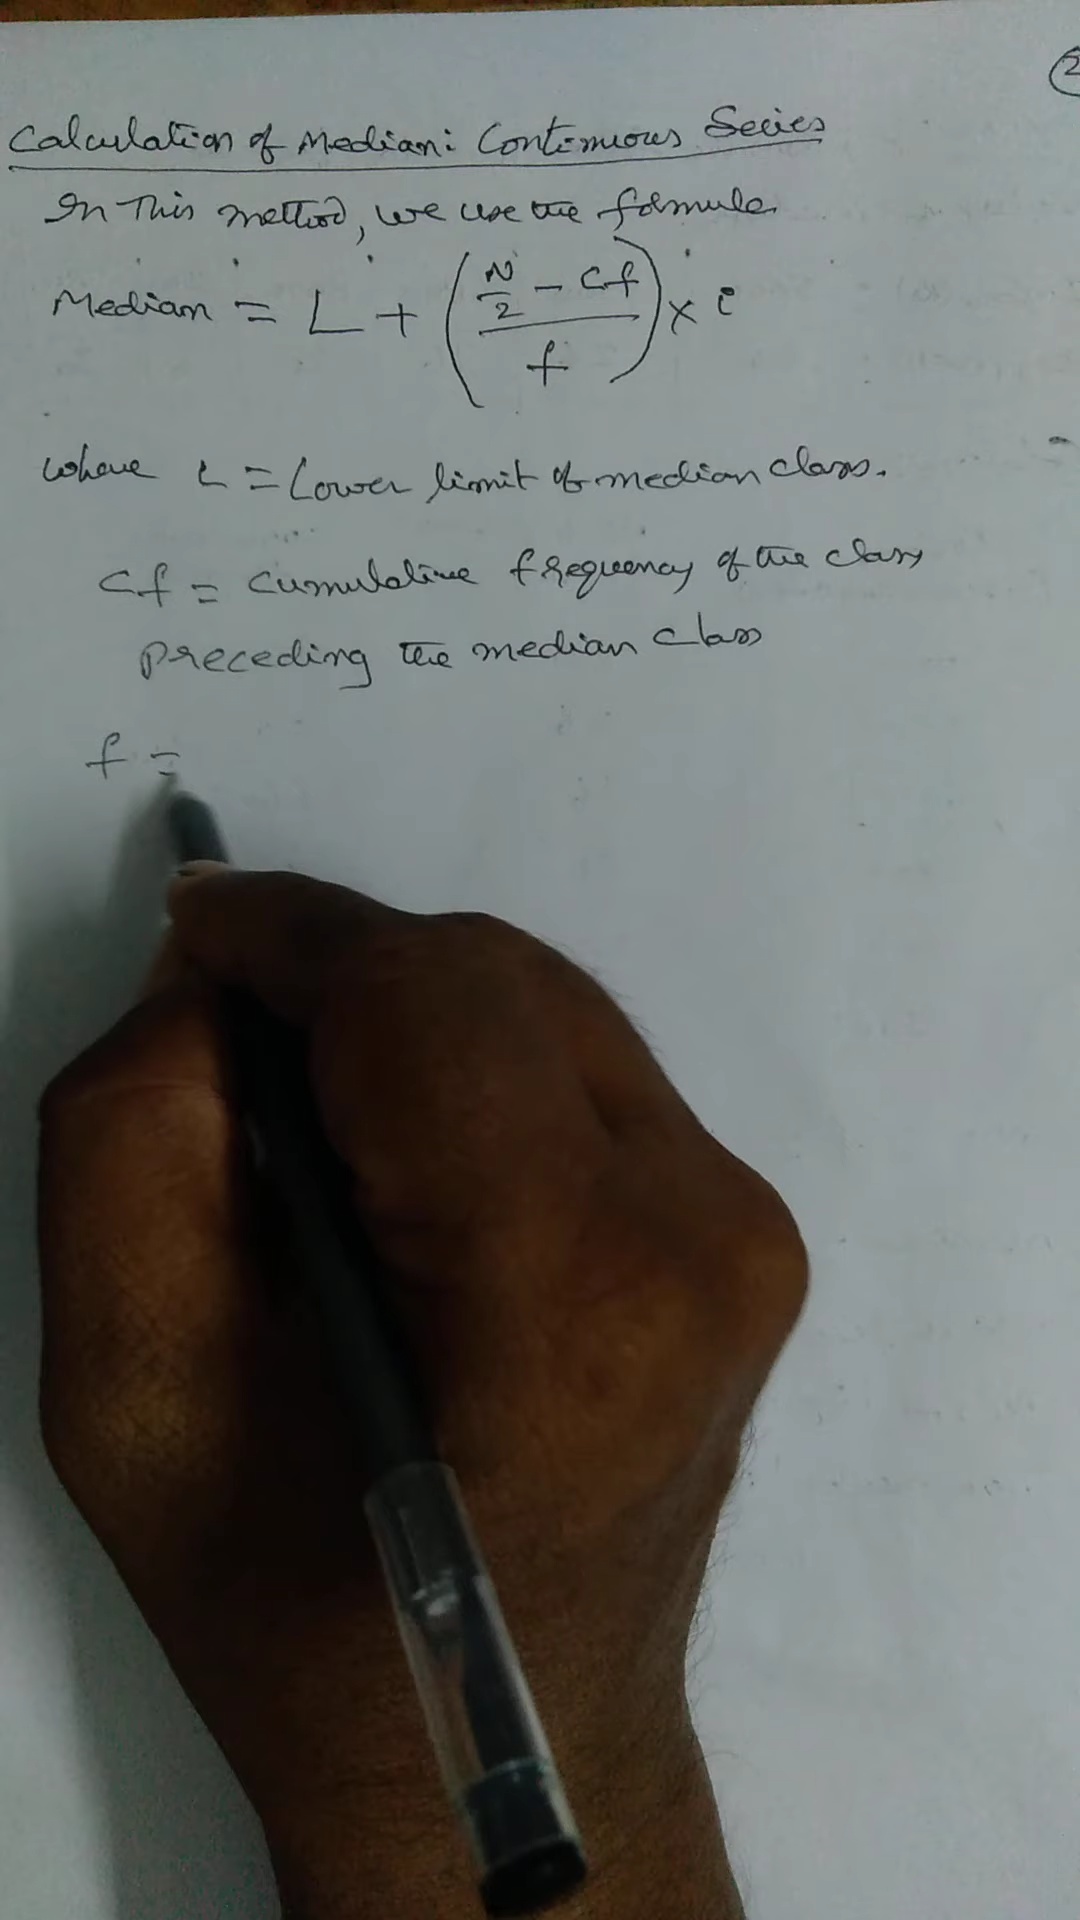 2
Calculation of Median: Continuous Series
In This method, we use the formula
Median = L + ( (N/2 - Cf) / f ) × i
where L = Lower limit of median class.
Cf = Cumulative frequency of the class
preceding the median class
f =